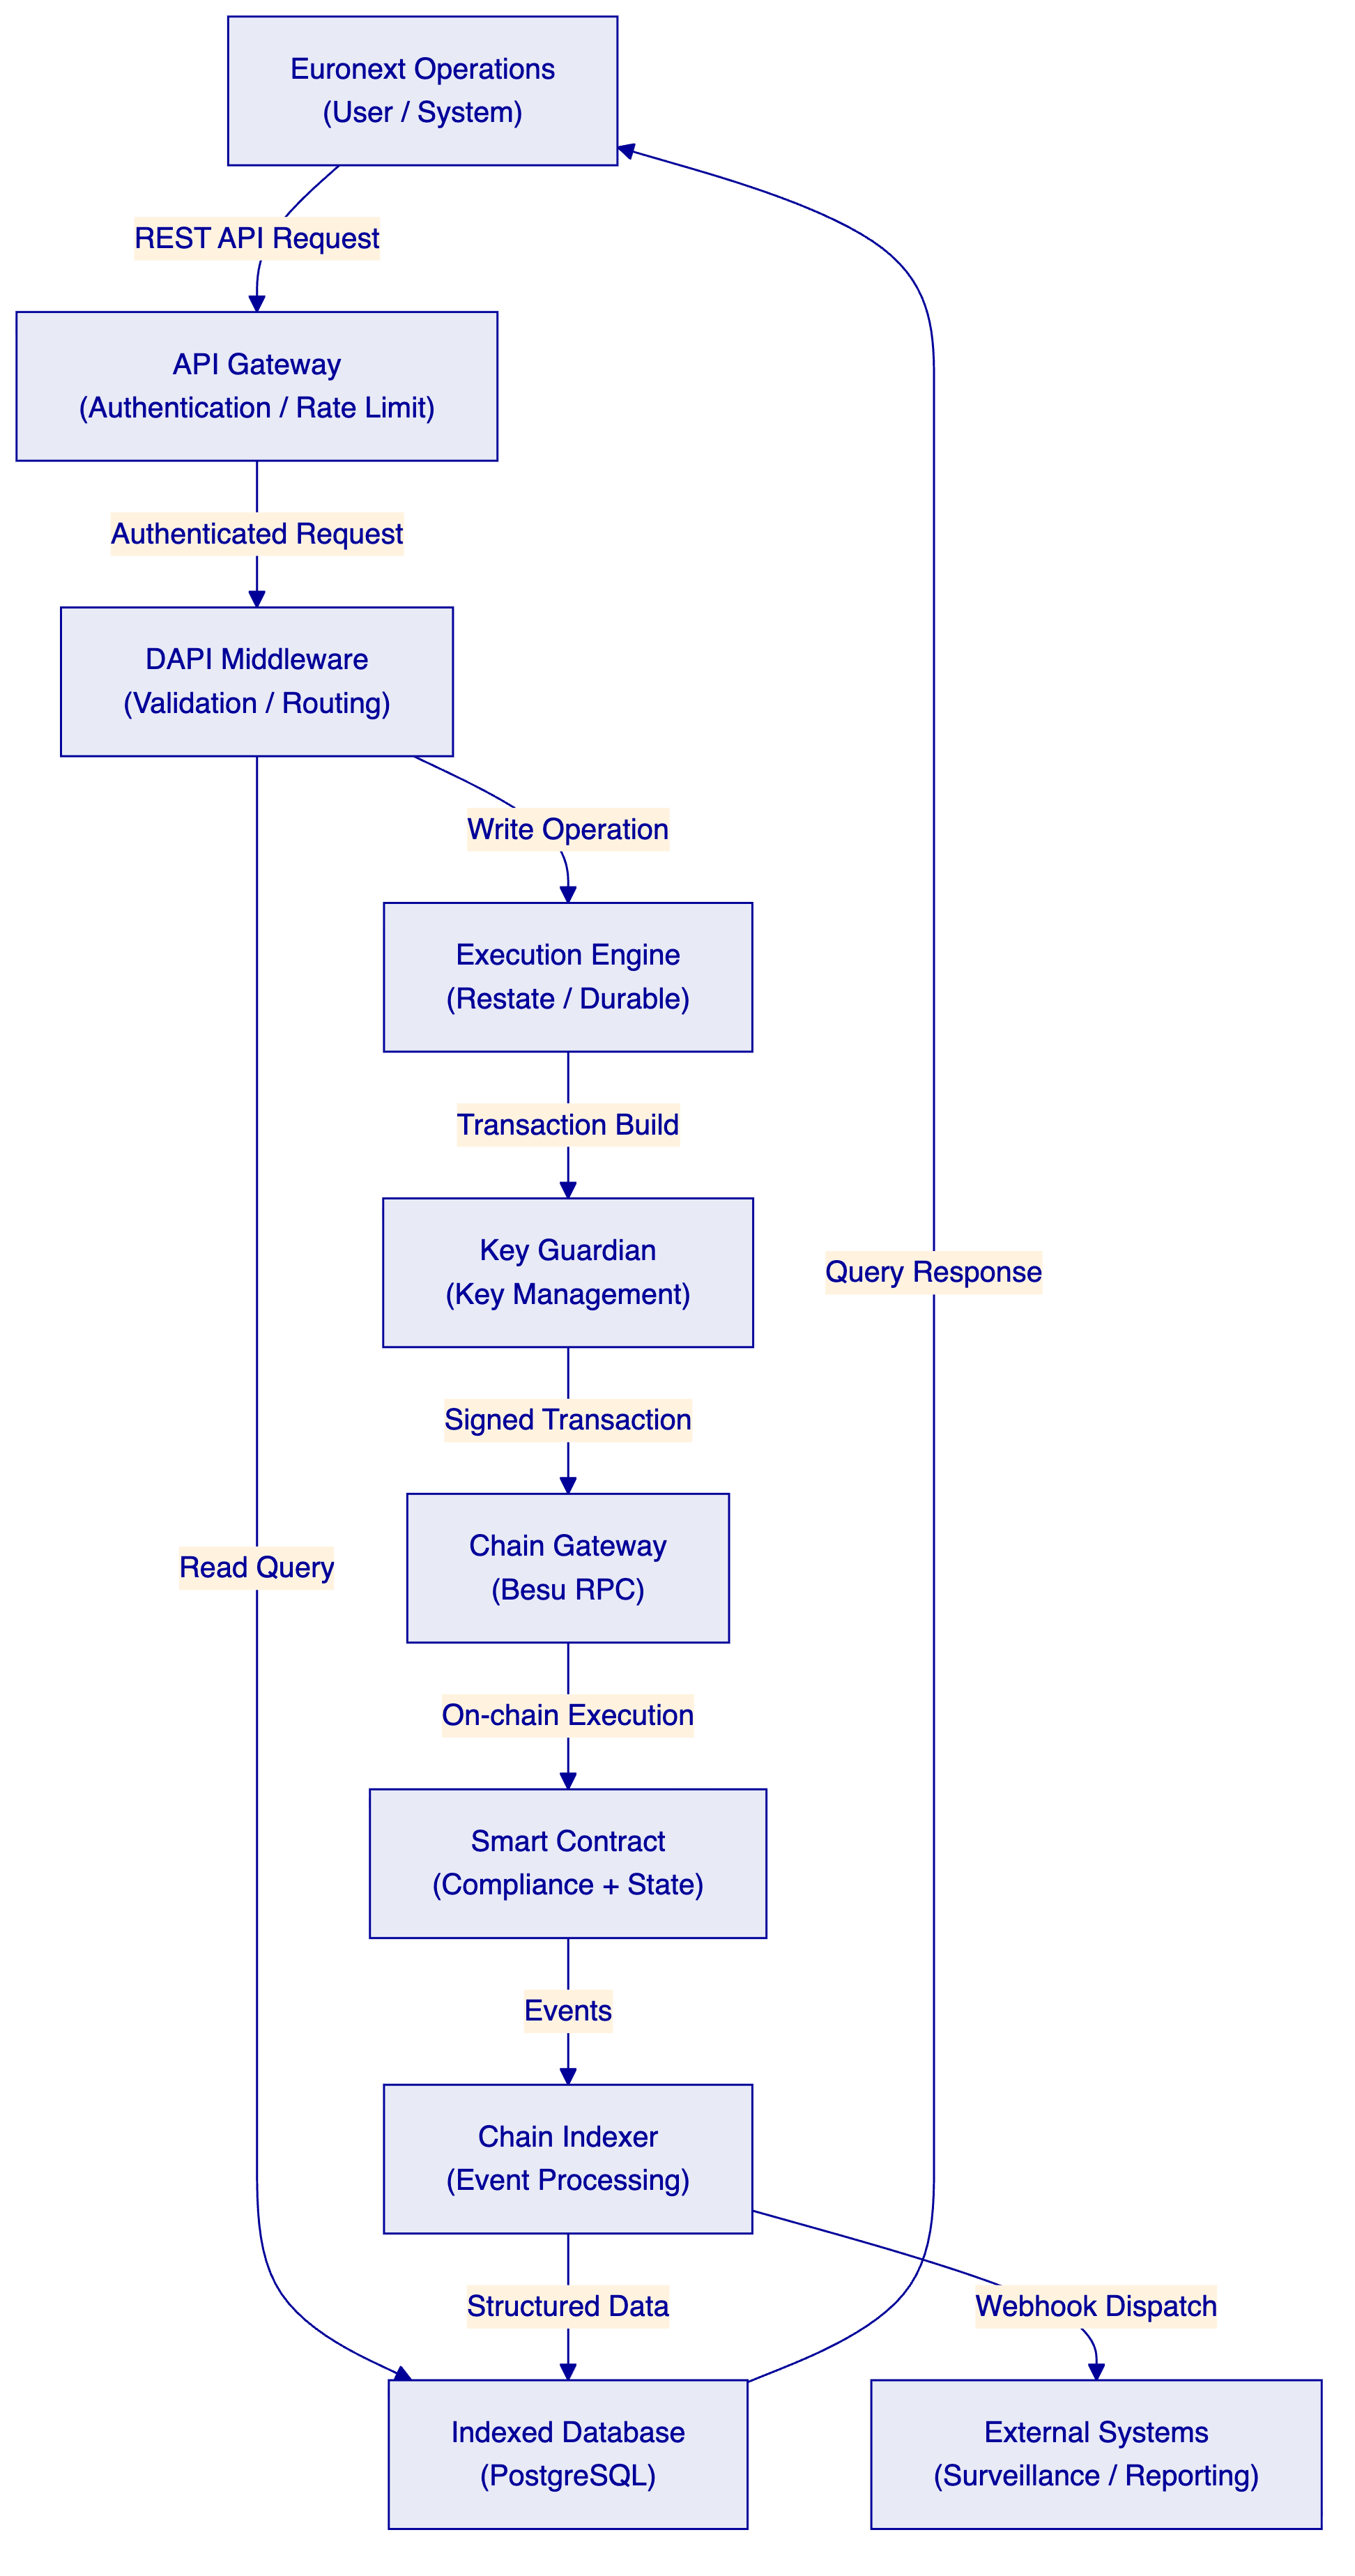 Euronext Operations
(User / System)
REST API Request
API Gateway
(Authentication / Rate Limit)
Authenticated Request
DAPI Middleware
(Validation / Routing)
Write Operation
Execution Engine
(Restate / Durable)
Transaction Build
Key Guardian
(Key Management)
Query Response
Signed Transaction
Chain Gateway
(Besu RPC)
Read Query
On-chain Execution
Smart Contract
(Compliance + State)
Events
Chain Indexer
(Event Processing)
Structured Data
Webhook Dispatch
Indexed Database
(PostgreSQL)
External Systems
(Surveillance / Reporting)